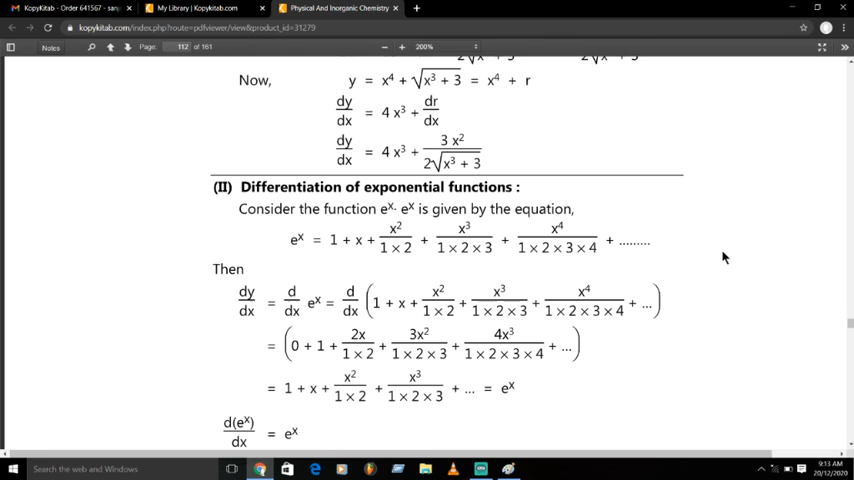 KopyKitab - Order 641567 - sanj
My Library | Kopykitab.com
Physical And Inorganic Chemistry
kopykitab.com/index.php?route=pdfviewer/view&product_id=31279
Notes
Page: 112 of 161
200%
Now, y = x⁴ + √(x³ + 3) = x⁴ + r
dy/dx = 4 x³ + dr/dx
dy/dx = 4 x³ + 3 x²/2√(x³ + 3)
(II) Differentiation of exponential functions :
Consider the function eˣ. eˣ is given by the equation,
eˣ = 1 + x + x²/1 × 2 + x³/1 × 2 × 3 + x⁴/1 × 2 × 3 × 4 + .........
Then
dy/dx = d/dx eˣ = d/dx (1 + x + x²/1 × 2 + x³/1 × 2 × 3 + x⁴/1 × 2 × 3 × 4 + ...)
= (0 + 1 + 2x/1 × 2 + 3x²/1 × 2 × 3 + 4x³/1 × 2 × 3 × 4 + ...)
= 1 + x + x²/1 × 2 + x³/1 × 2 × 3 + ... = eˣ
d(eˣ)/dx = eˣ
Search the web and Windows
9:13 AM
20/12/2020